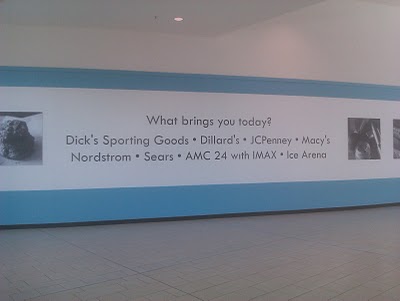 What brings you today?
Dick's Sporting Goods • Dillard's • JCPenney • Macy's
Nordstrom • Sears • AMC 24 with IMAX • Ice Arena